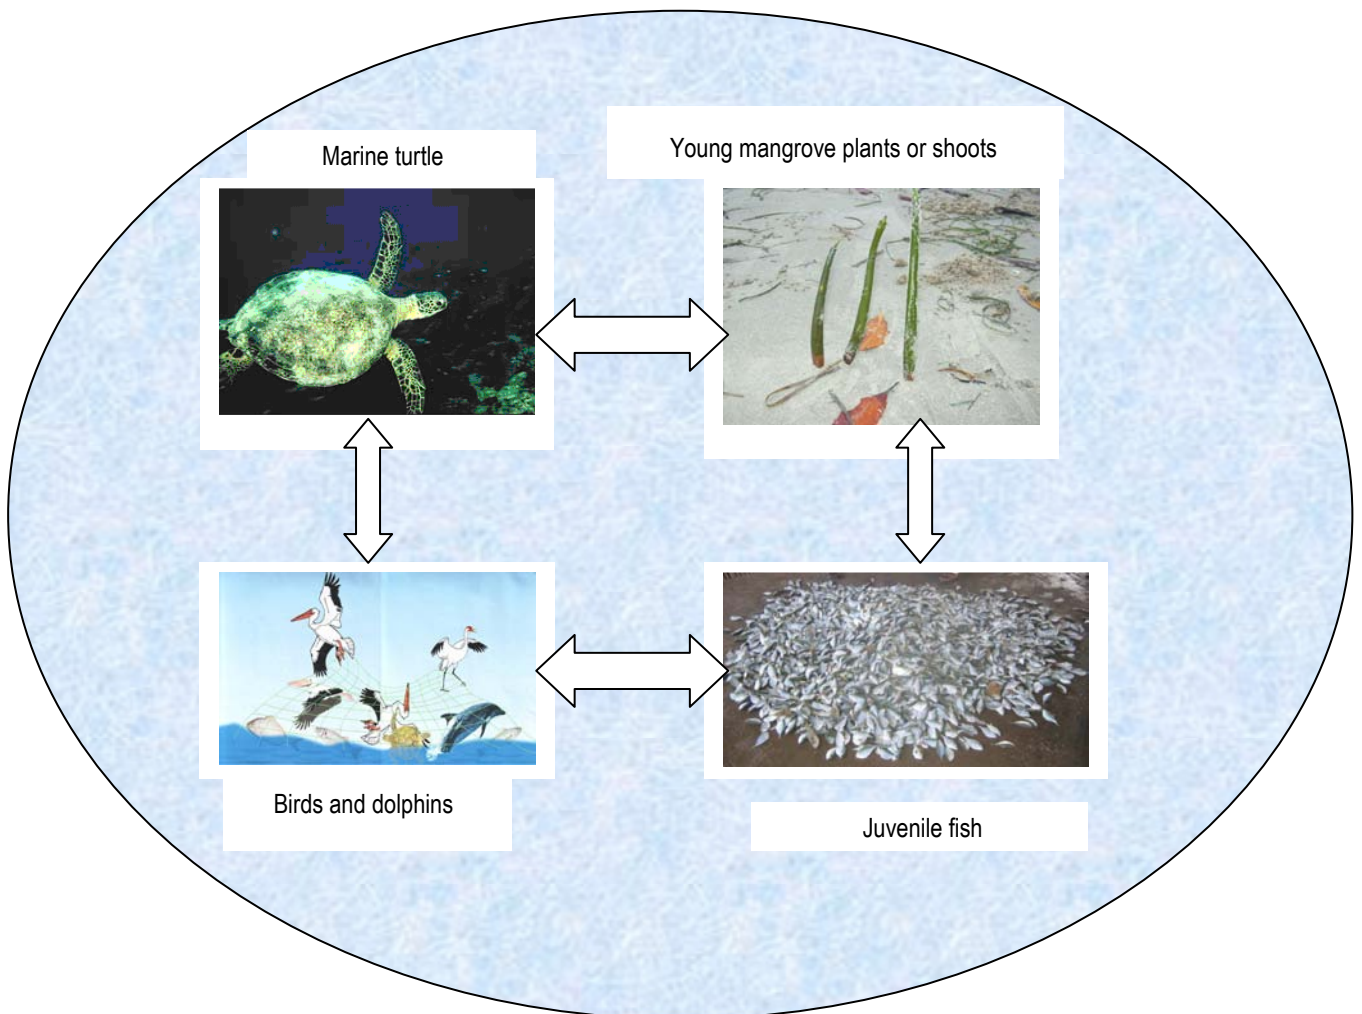 Marine turtle
Young mangrove plants or shoots
Birds and dolphins
Juvenile fish